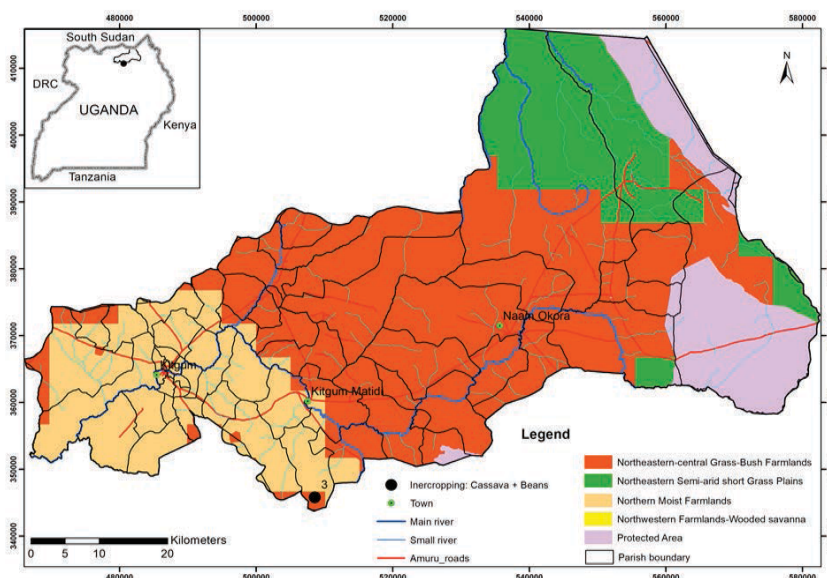 480000 500000 520000 540000 560000 580000
South Sudan
DRC
UGANDA
Kenya
Tanzania
N
410000
400000
390000
380000
370000
360000
350000
340000
Naam Okora
Kitgum
Kitgum Matidi
3
Legend
Inercropping: Cassava + Beans
Town
Main river
Small river
Amuru_roads
Northeastern-central Grass-Bush Farmlands
Northeastern Semi-arid short Grass Plains
Northern Moist Farmlands
Northwestern Farmlands-Wooded savanna
Protected Area
Parish boundary
Kilometers
0 5 10 20
480000 500000 520000 540000 560000 580000